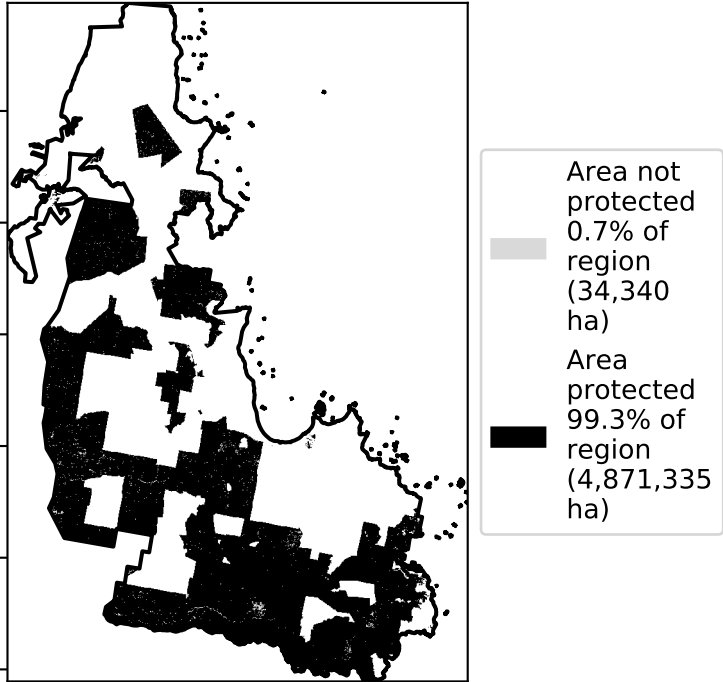 Area not
protected
0.7% of
region
(34,340
ha)
Area
protected
99.3% of
region
(4,871,335
ha)